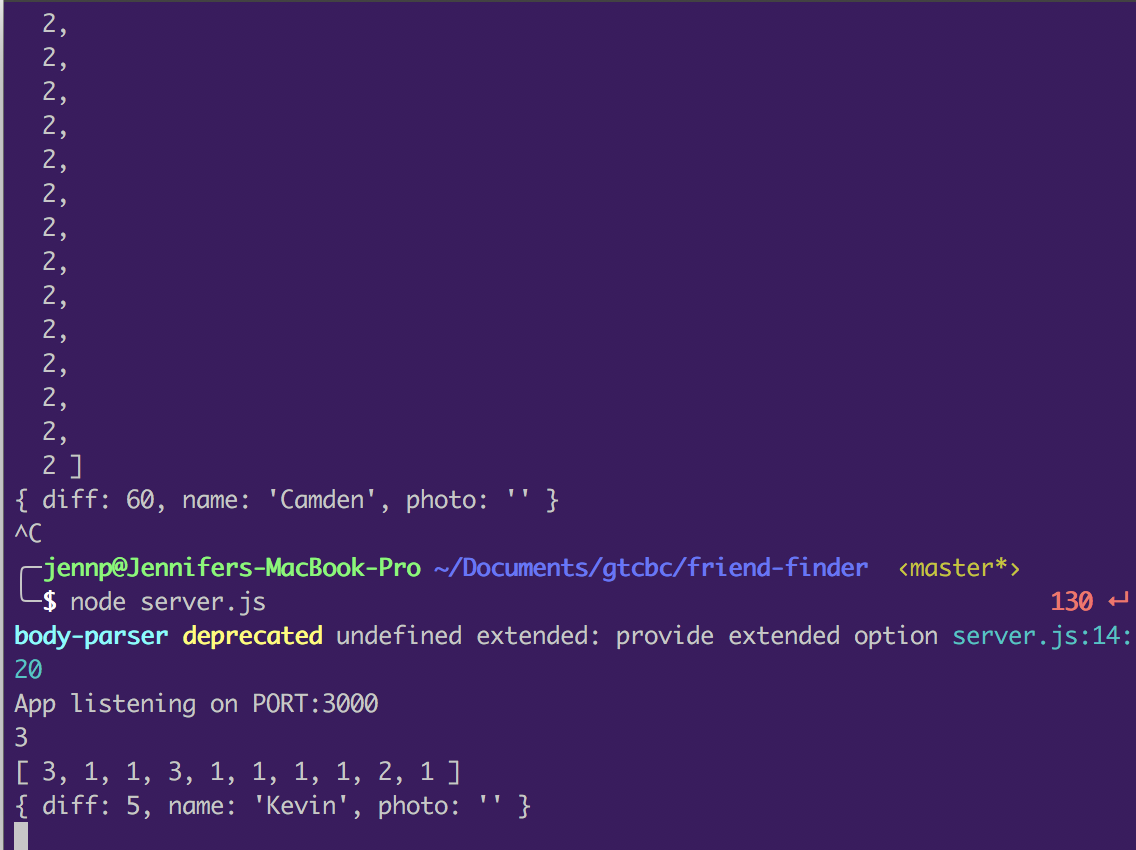 2,
2,
2,
2,
2,
2,
2,
2,
2,
2,
2,
2,
2,
2 ]
{ diff: 60, name: 'Camden', photo: '' }
^C
jennp@Jennifers-MacBook-Pro ~/Documents/gtcbc/friend-finder ‹master*›
$ node server.js 130 ↵
body-parser deprecated undefined extended: provide extended option server.js:14:
20
App listening on PORT:3000
3
[ 3, 1, 1, 3, 1, 1, 1, 1, 2, 1 ]
{ diff: 5, name: 'Kevin', photo: '' }